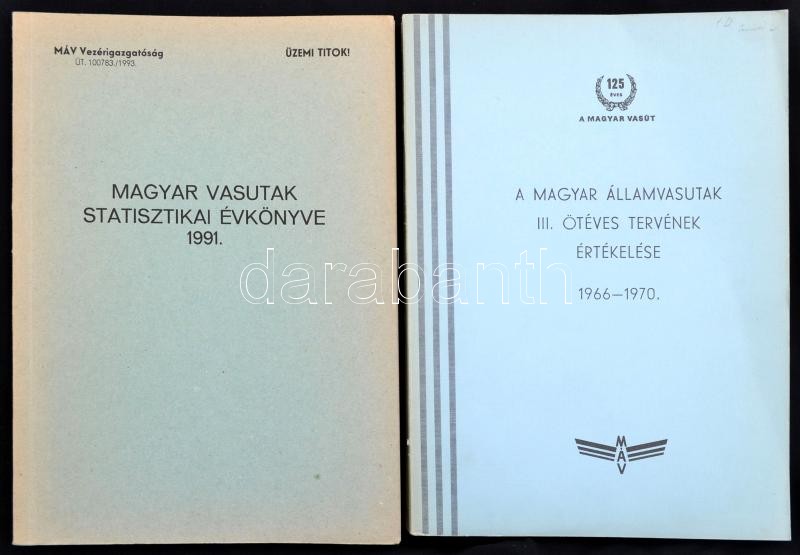 MÁV Vezérigazgatóság
ÜT. 100783./1993.
ÜZEMI TITOK!
MAGYAR VASUTAK
STATISZTIKAI ÉVKÖNYVE
1991.
125
ÉVES
A MAGYAR VASÚT
A MAGYAR ÁLLAMVASUTAK
III. ÖTÉVES TERVÉNEK
ÉRTÉKELÉSE
1966—1970.
MÁV
darabanth